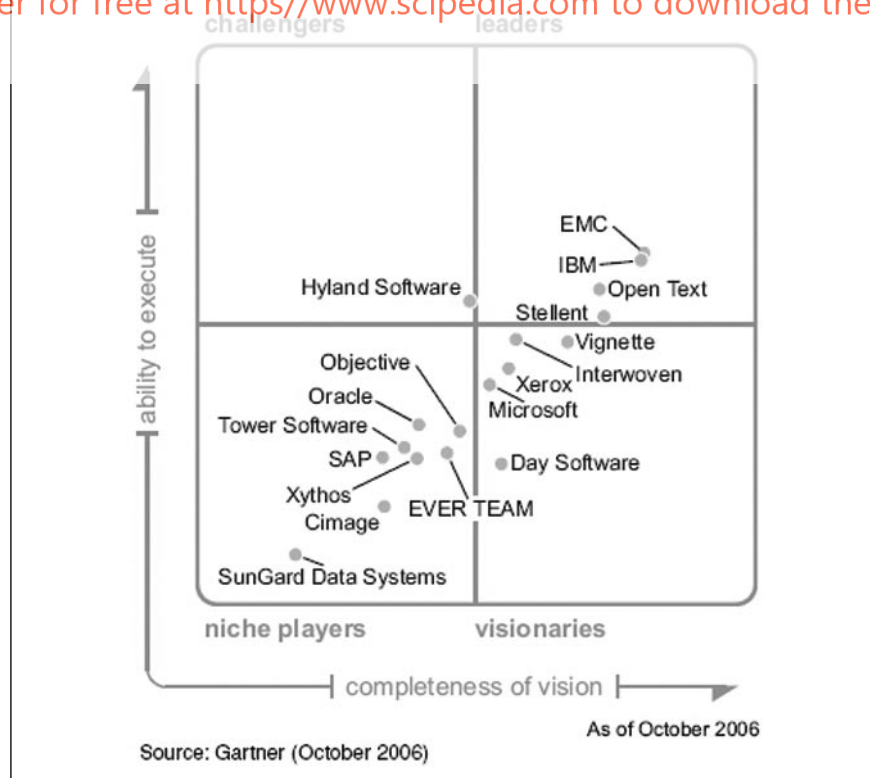 er for free at https//www.scipedia.com to download the
challengers
leaders
ability to execute
EMC
IBM
Hyland Software
Open Text
Stellent
Vignette
Objective
Interwoven
Xerox
Oracle
Microsoft
Tower Software
SAP
Day Software
Xythos
EVER TEAM
Cimage
SunGard Data Systems
niche players
visionaries
completeness of vision
As of October 2006
Source: Gartner (October 2006)